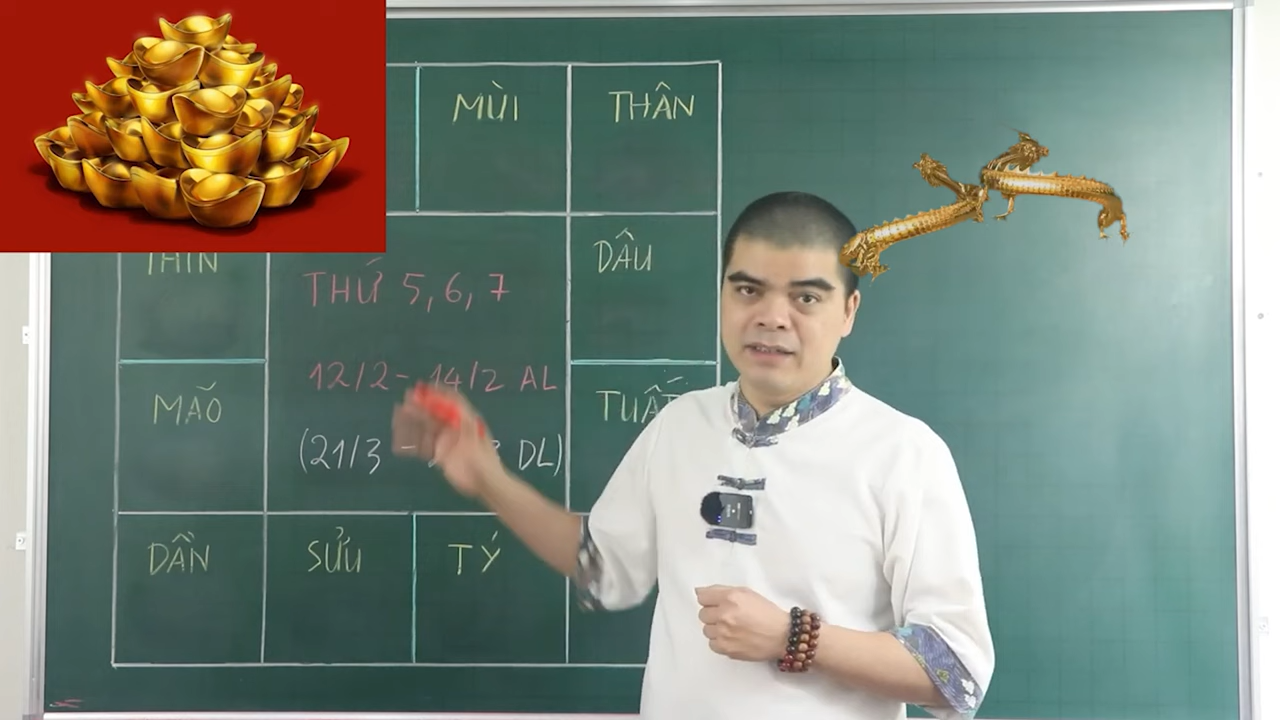 MÙI
THÂN
THÌN
DẬU
THỨ 5, 6, 7
12/2 - 14/2 AL
MÃO
(21/3 - DL)
DẦN
SỬU
TÝ